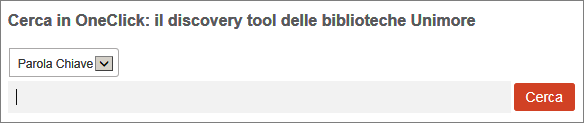 Cerca in OneClick: il discovery tool delle biblioteche Unimore
Parola Chiave
Cerca